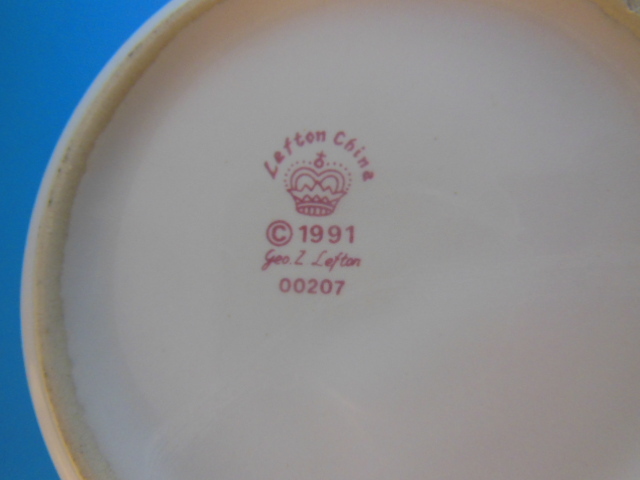 Lefton China
© 1991
Geo. Z. Lefton
00207